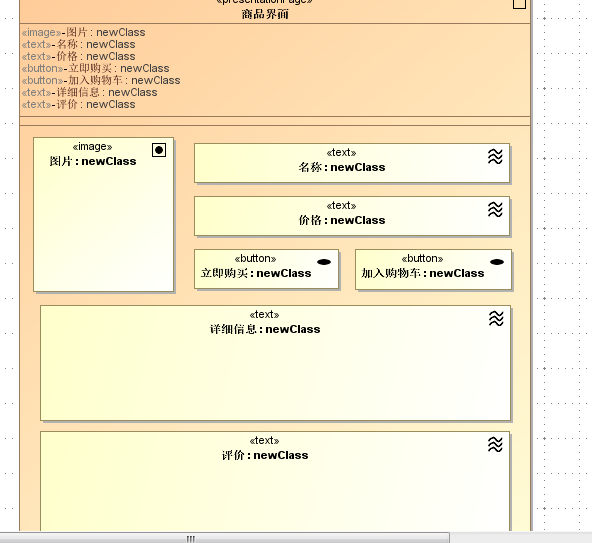 «presentationPage»
商品界面
«image»-图片 : newClass
«text»-名称 : newClass
«text»-价格 : newClass
«button»-立即购买 : newClass
«button»-加入购物车 : newClass
«text»-详细信息 : newClass
«text»-评价 : newClass
«image»
图片 : newClass
«text»
名称 : newClass
«text»
价格 : newClass
«button»
立即购买 : newClass
«button»
加入购物车 : newClass
«text»
详细信息 : newClass
«text»
评价 : newClass